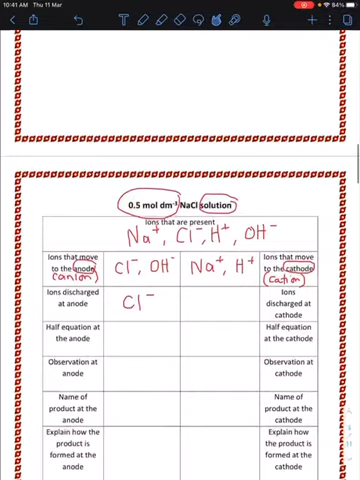 10:41 AM Thu 11 Mar
84%
0.5 mol dm⁻³ NaCl solution
Ions that are present
Na⁺, Cl⁻, H⁺, OH⁻
Ions that move to the anode (anion)
Cl⁻, OH⁻
Na⁺, H⁺
Ions that move to the cathode (cation)
Ions discharged at anode
Cl⁻
Ions discharged at cathode
Half equation at the anode
Half equation at the cathode
Observation at anode
Observation at cathode
Name of product at the anode
Name of product at the cathode
Explain how the product is formed at the anode
Explain how the product is formed at the cathode